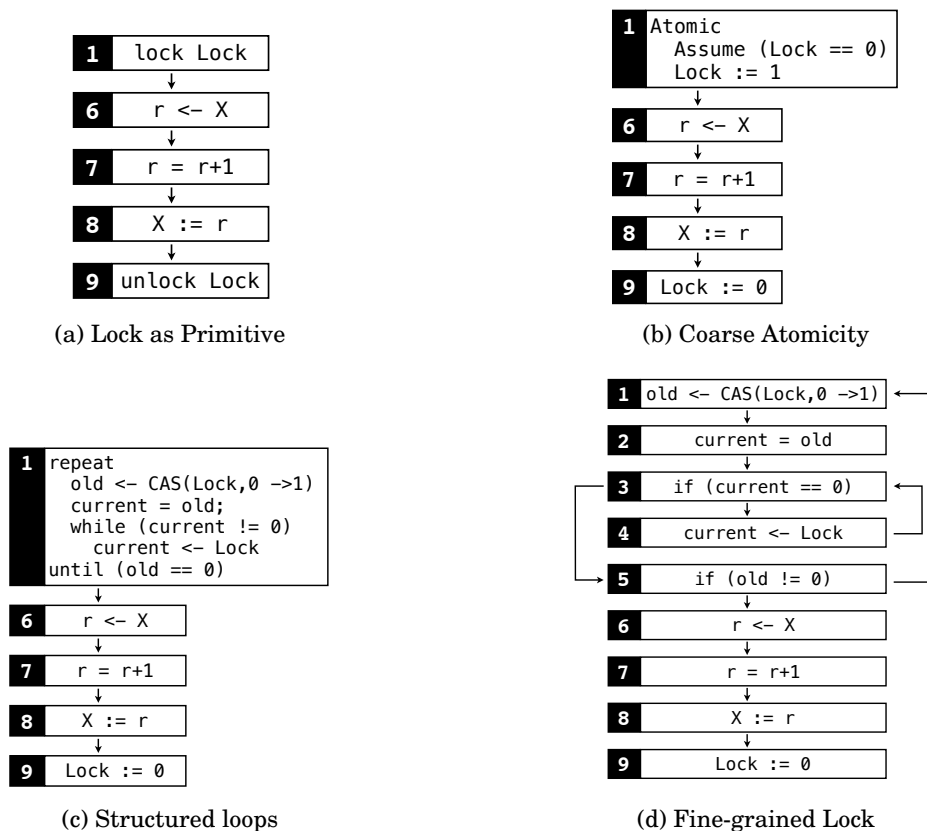 1 lock Lock
6 r <– X
7 r = r+1
8 X := r
9 unlock Lock
(a) Lock as Primitive
1 Atomic
Assume (Lock == 0)
Lock := 1
6 r <– X
7 r = r+1
8 X := r
9 Lock := 0
(b) Coarse Atomicity
1 repeat
old <– CAS(Lock,0 –>1)
current = old;
while (current != 0)
current <– Lock
until (old == 0)
6 r <– X
7 r = r+1
8 X := r
9 Lock := 0
(c) Structured loops
1 old <– CAS(Lock,0 –>1)
2 current = old
3 if (current == 0)
4 current <– Lock
5 if (old != 0)
6 r <– X
7 r = r+1
8 X := r
9 Lock := 0
(d) Fine-grained Lock